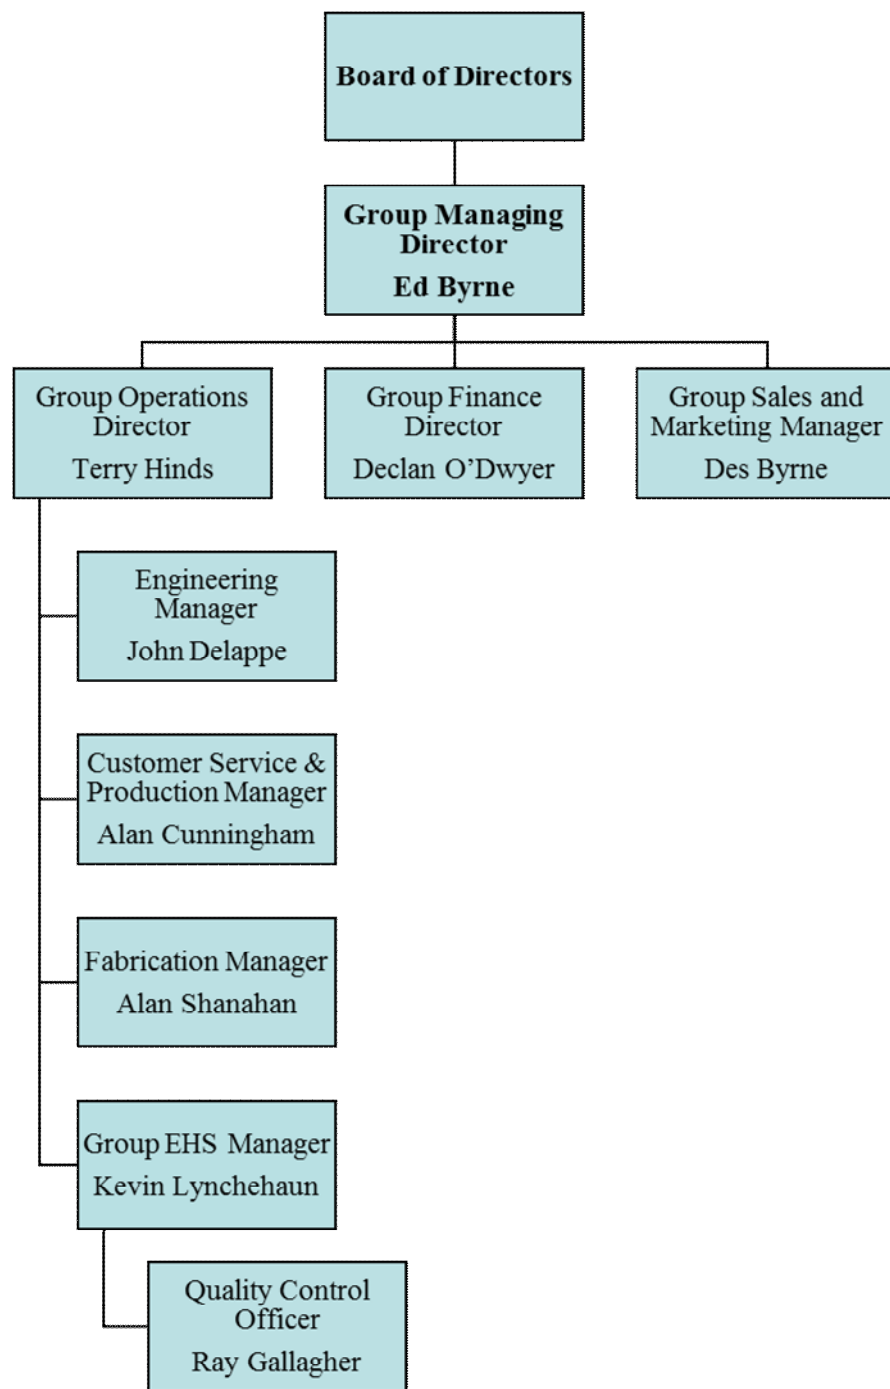 Board of Directors
Group Managing
Director
Ed Byrne
Group Operations
Director
Terry Hinds
Group Finance
Director
Declan O’Dwyer
Group Sales and
Marketing Manager
Des Byrne
Engineering
Manager
John Delappe
Customer Service &
Production Manager
Alan Cunningham
Fabrication Manager
Alan Shanahan
Group EHS Manager
Kevin Lynchehaun
Quality Control
Officer
Ray Gallagher